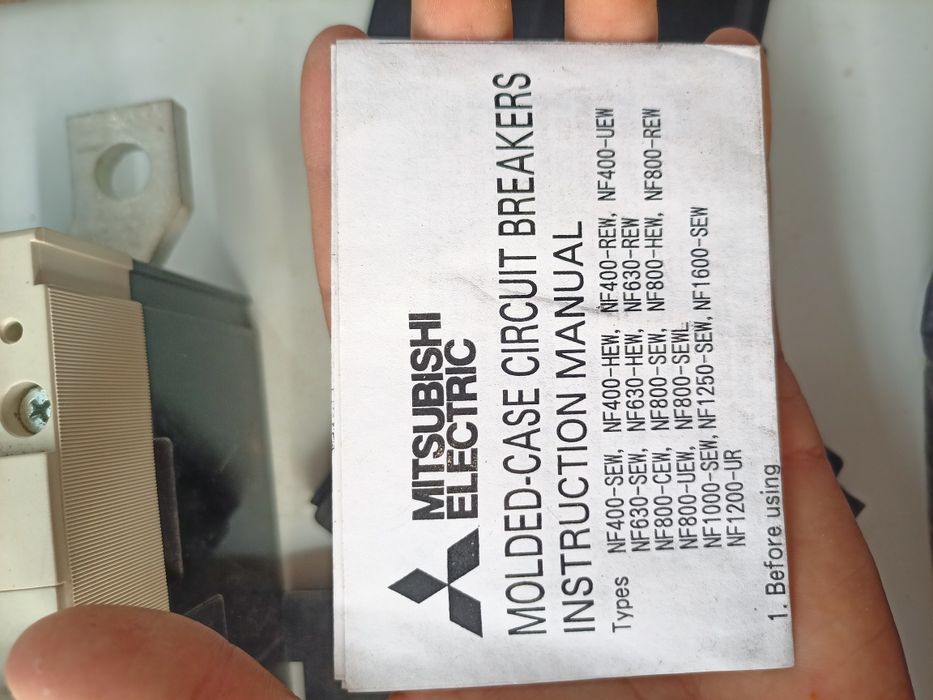 MITSUBISHI
ELECTRIC
MOLDED-CASE CIRCUIT BREAKERS
INSTRUCTION MANUAL
Types NF400-SEW, NF400-HEW, NF400-REW, NF400-UEW
NF630-SEW, NF630-HEW, NF630-REW
NF800-CEW, NF800-SEW, NF800-HEW, NF800-REW
NF800-UEW, NF800-SEWL
NF1000-SEW, NF1250-SEW, NF1600-SEW
NF1200-UR
1. Before using